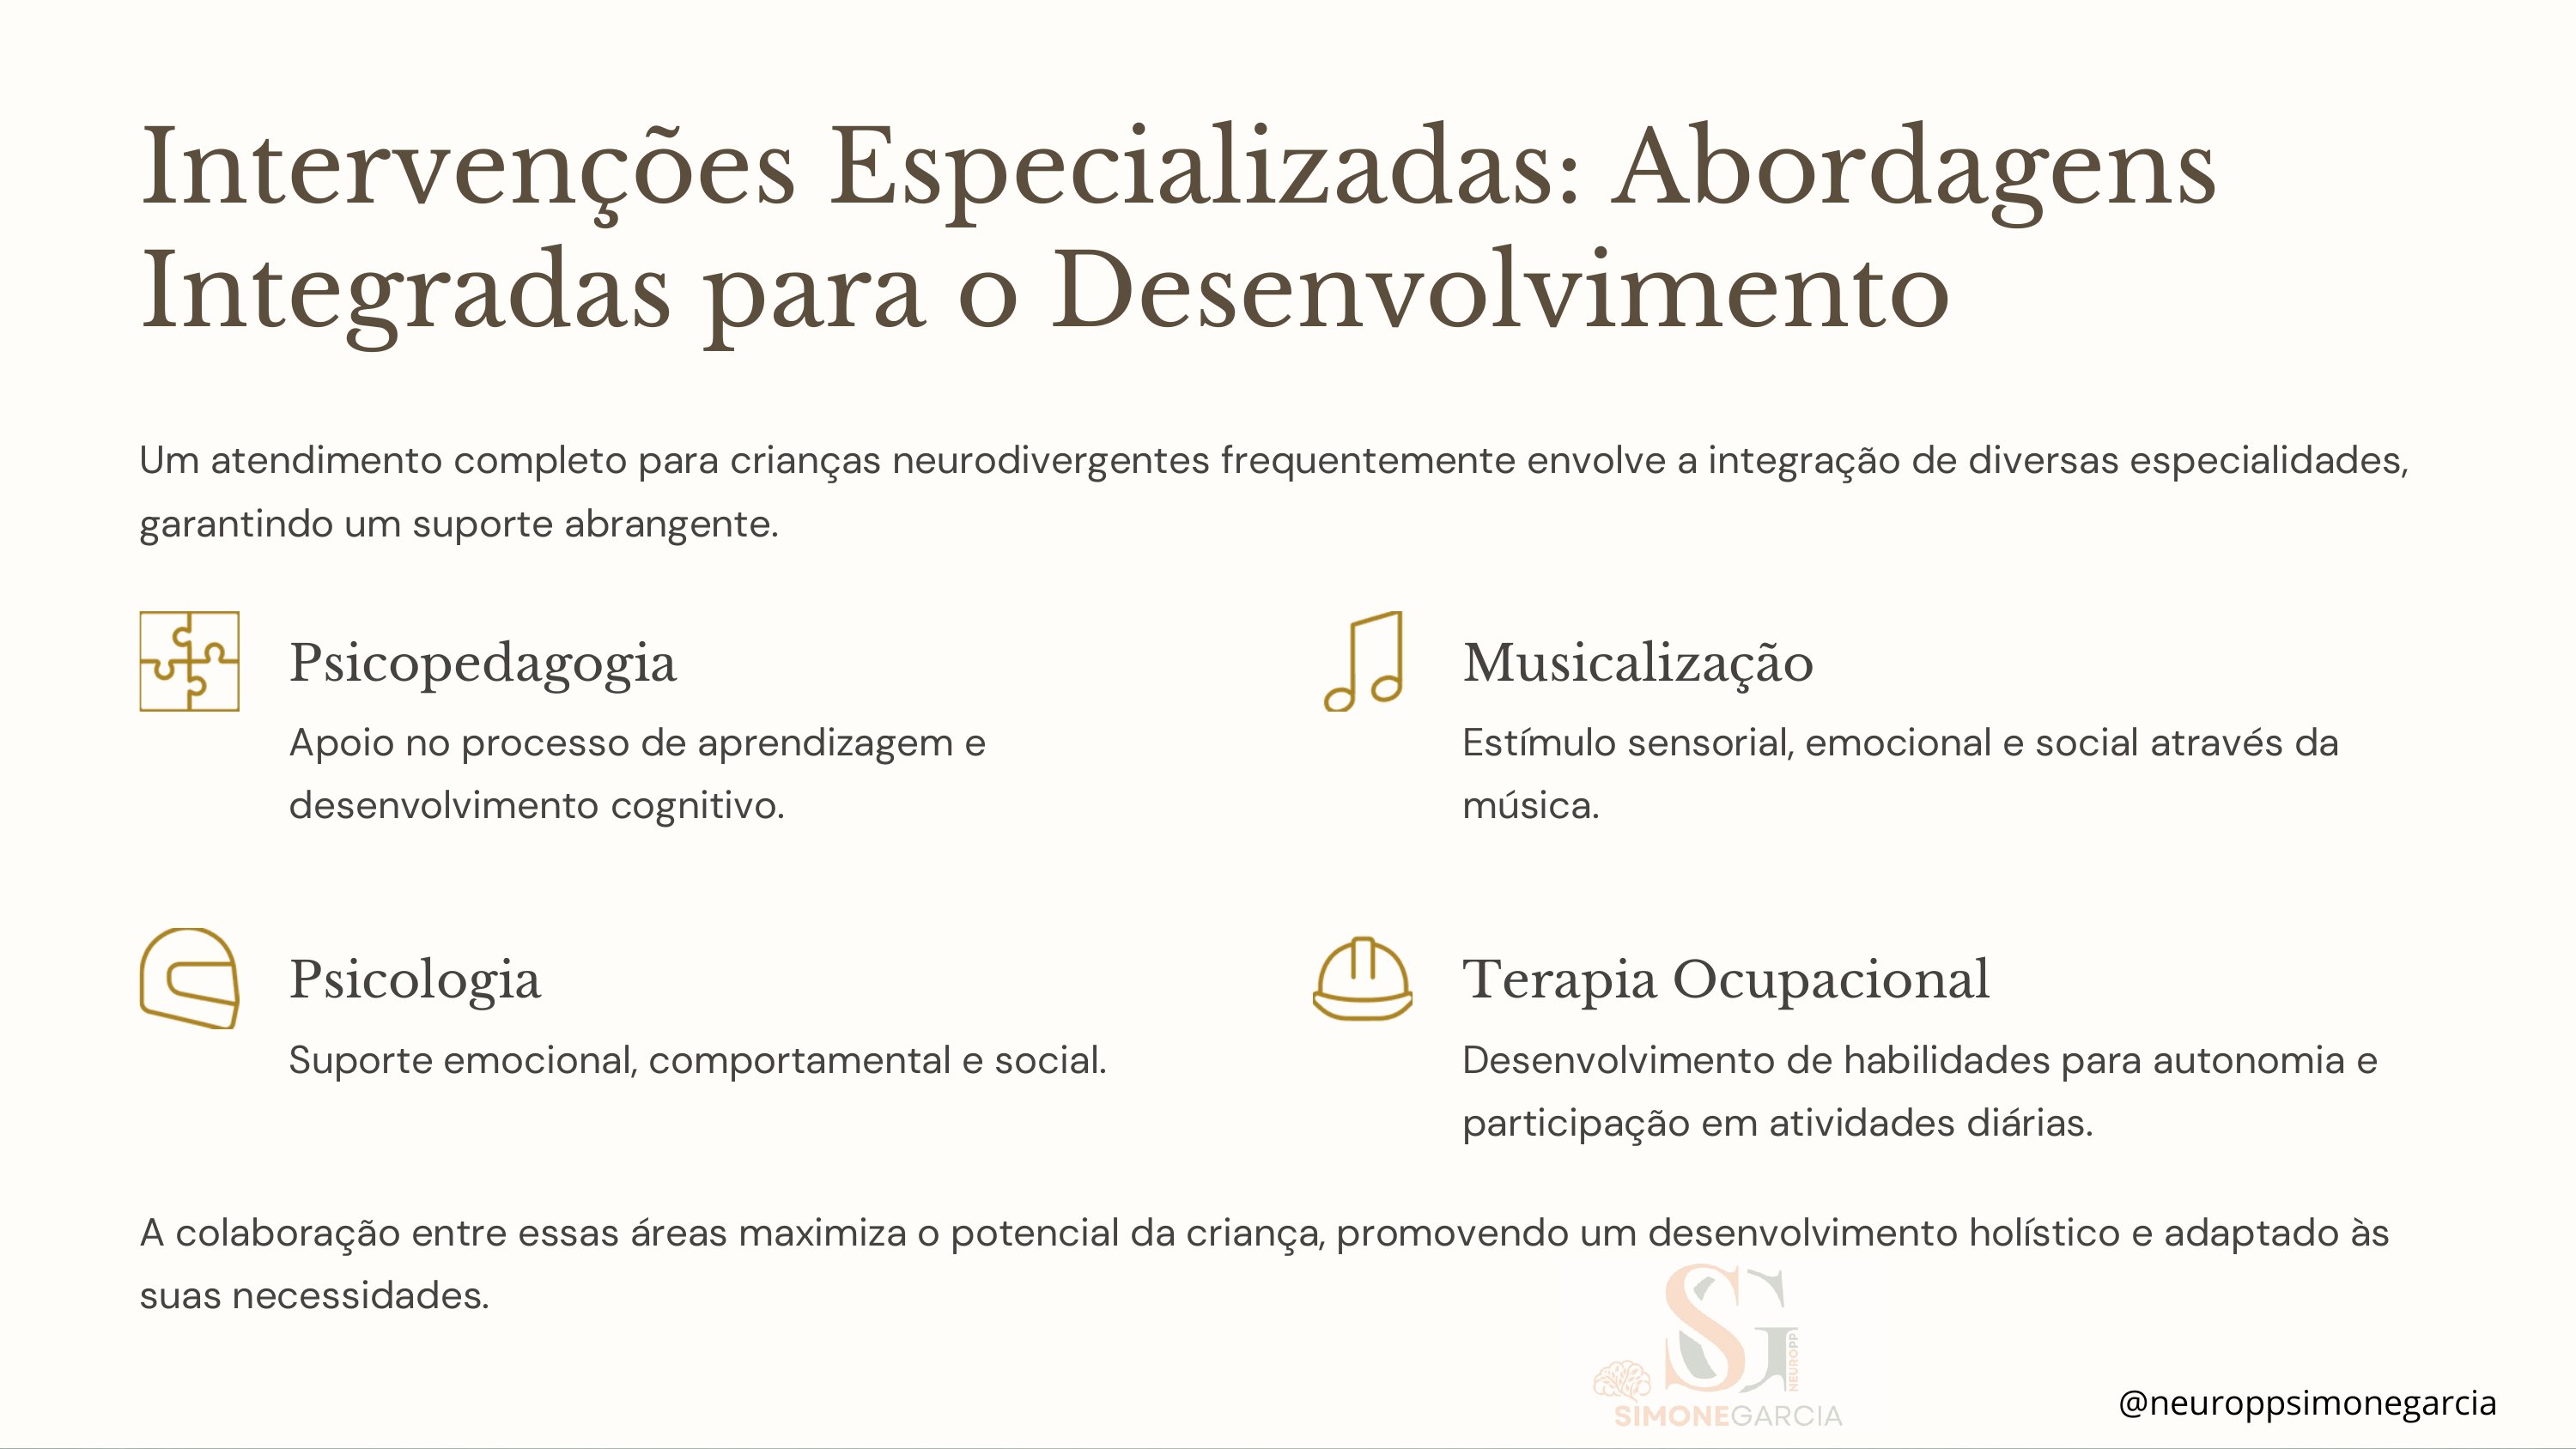 Intervenções Especializadas: Abordagens
Integradas para o Desenvolvimento
Um atendimento completo para crianças neurodivergentes frequentemente envolve a integração de diversas especialidades,
garantindo um suporte abrangente.
Psicopedagogia
Apoio no processo de aprendizagem e
desenvolvimento cognitivo.
Musicalização
Estímulo sensorial, emocional e social através da
música.
Psicologia
Suporte emocional, comportamental e social.
Terapia Ocupacional
Desenvolvimento de habilidades para autonomia e
participação em atividades diárias.
A colaboração entre essas áreas maximiza o potencial da criança, promovendo um desenvolvimento holístico e adaptado às
suas necessidades.
SG
NEUROPP
SIMONEGARCIA
@neuroppsimonegarcia